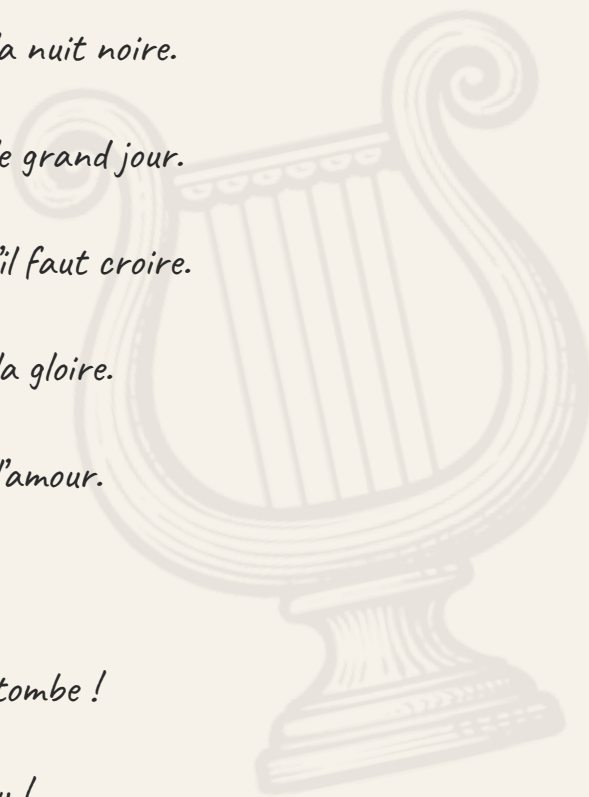 la nuit noire.
le grand jour.
'il faut croire.
la gloire.
l'amour.
tombe !
!